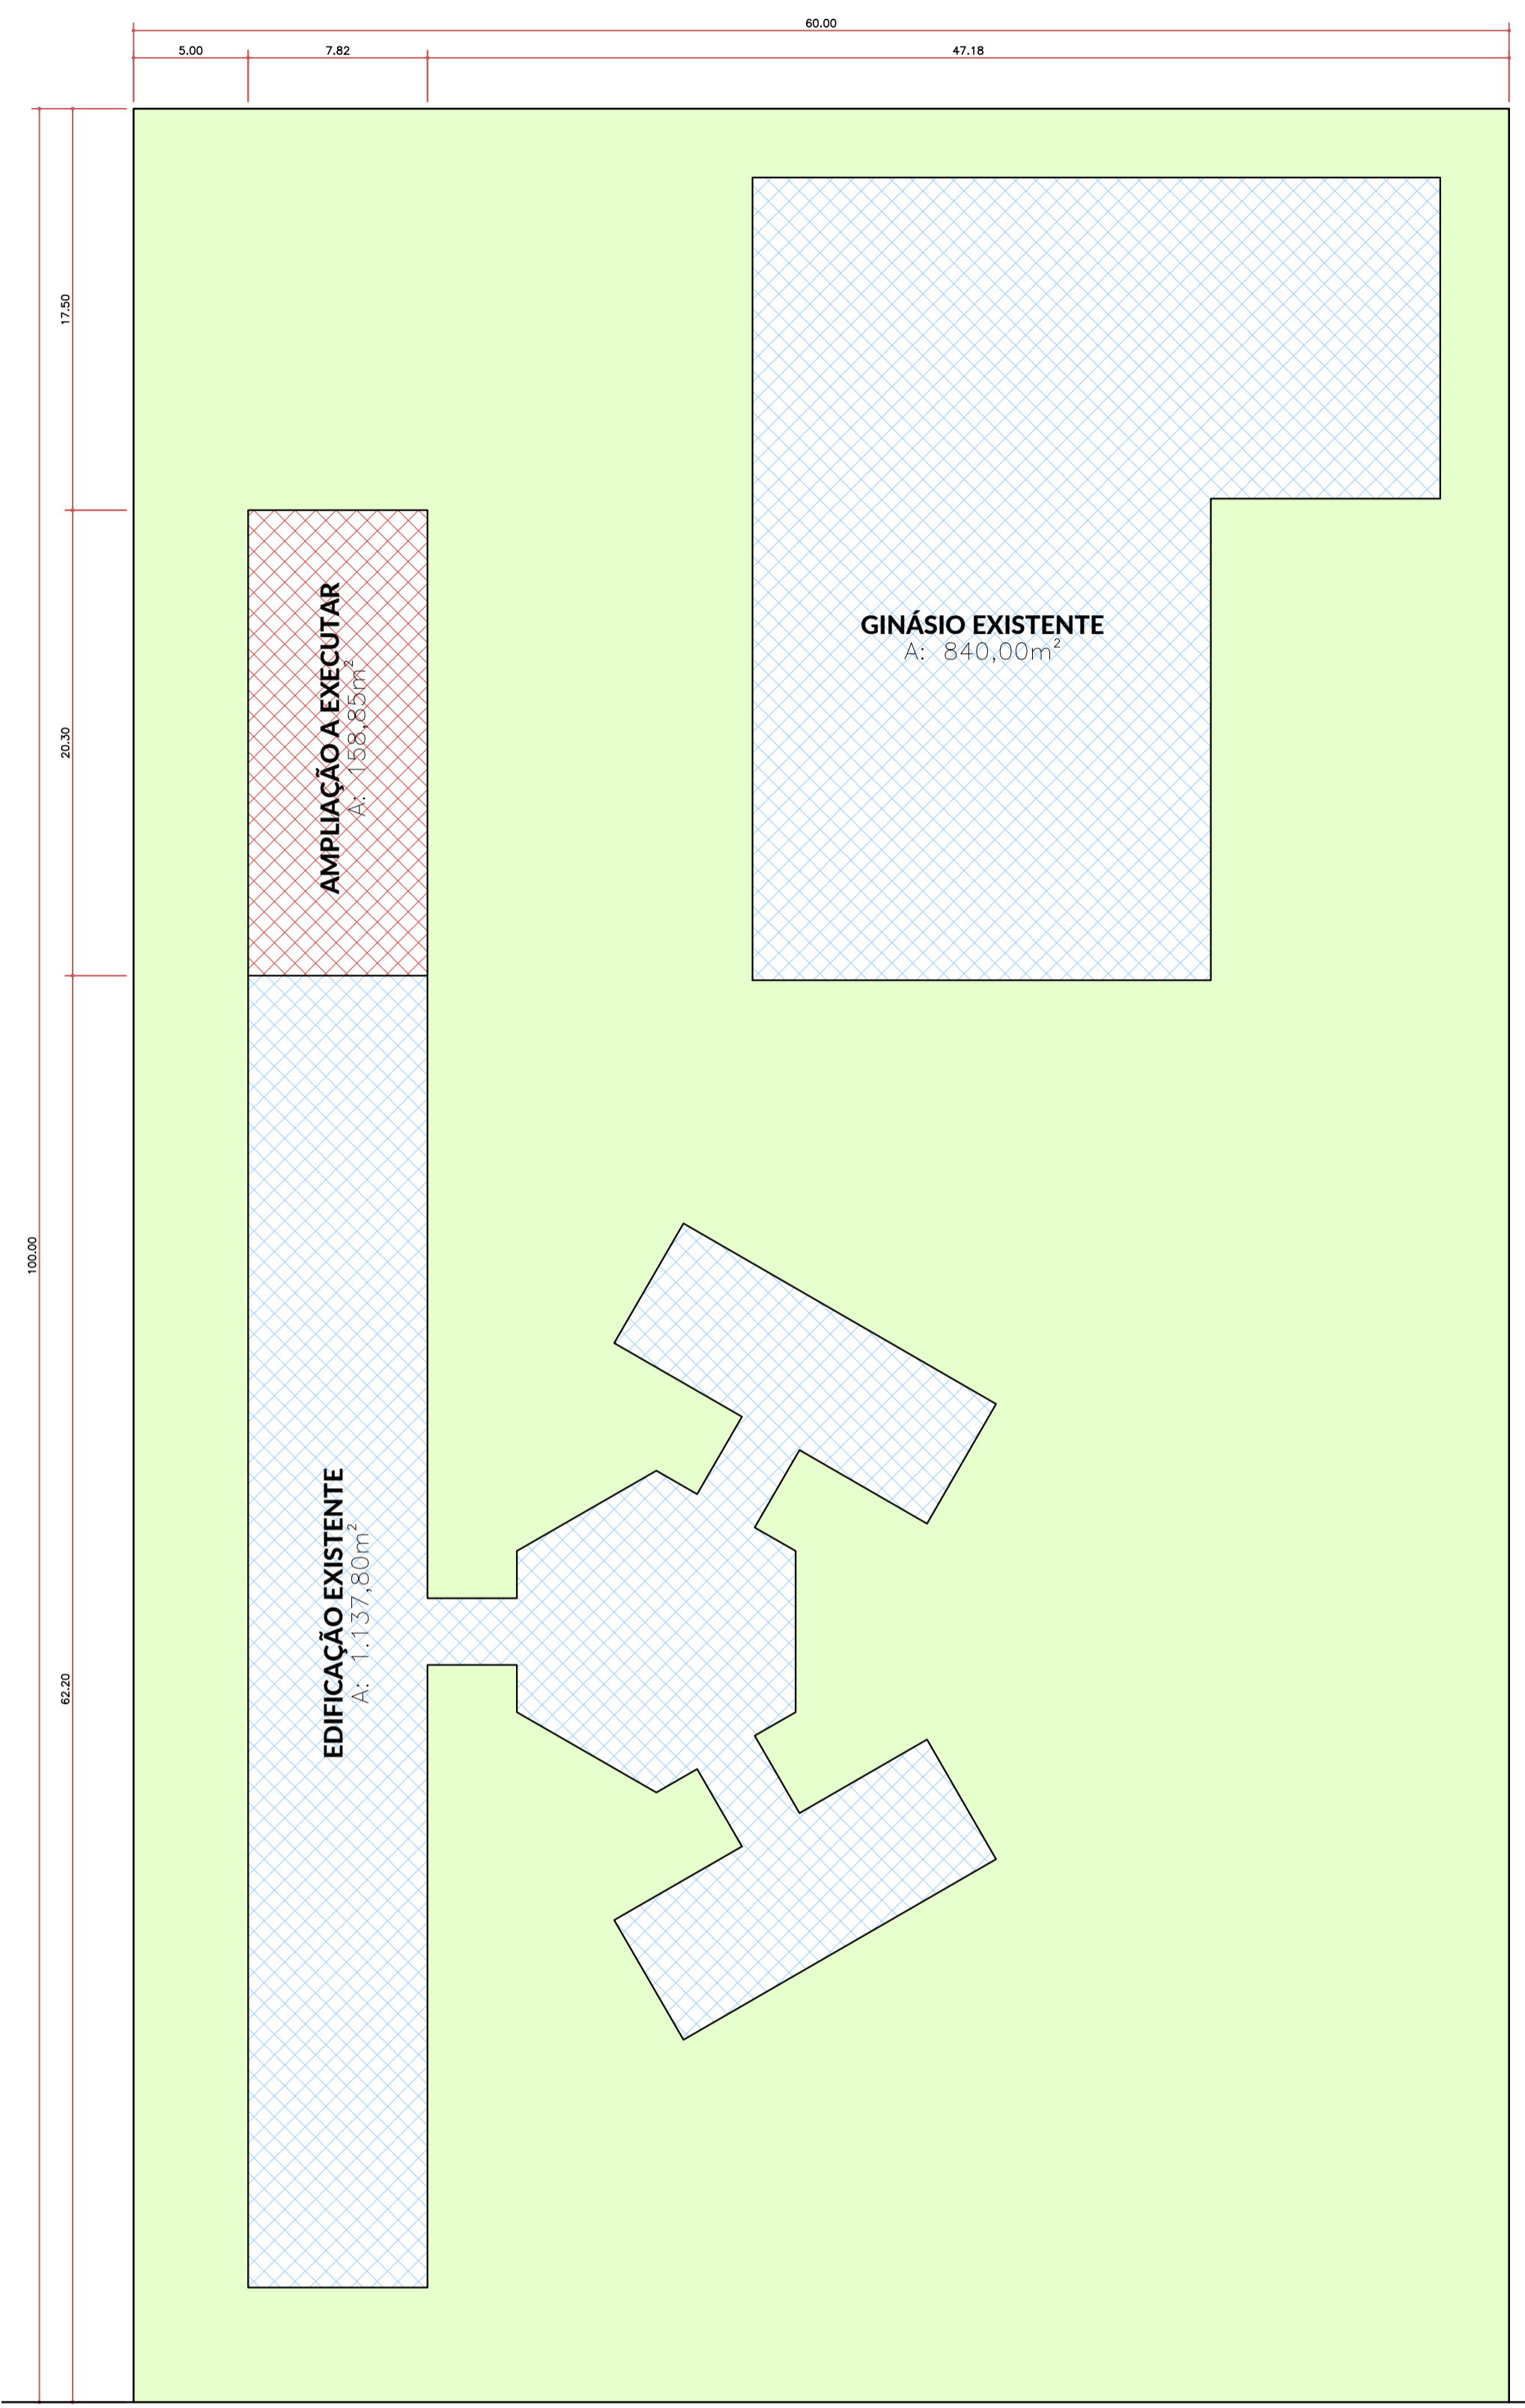 60.00
5.00
7.82
47.18
17.50
20.30
100.00
62.20
AMPLIAÇÃO A EXECUTAR
A: 158,85m²
GINÁSIO EXISTENTE
A: 840,00m²
EDIFICAÇÃO EXISTENTE
A: 1.137,80m²